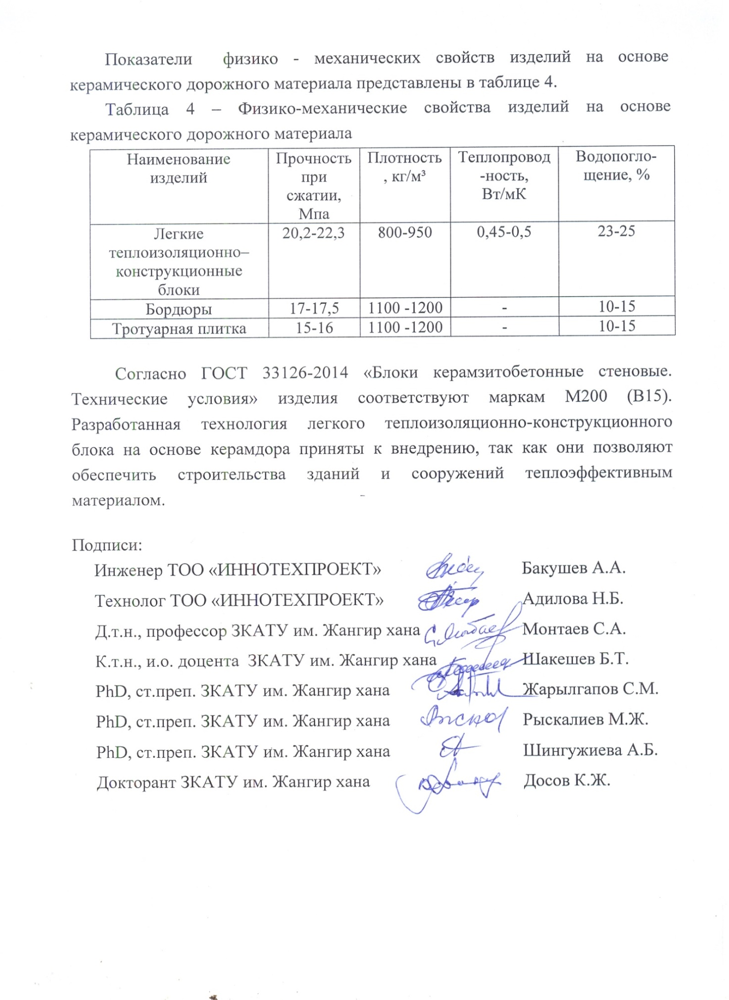 Показатели физико - механических свойств изделий на основе
керамического дорожного материала представлены в таблице 4.
Таблица 4 – Физико-механические свойства изделий на основе
керамического дорожного материала
Наименование изделий Прочность при сжатии, Мпа Плотность , кг/м³ Теплопровод -ность, Вт/мК Водопогло- щение, %
Легкие теплоизоляционно– конструкционные блоки 20,2-22,3 800-950 0,45-0,5 23-25
Бордюры 17-17,5 1100 -1200 - 10-15
Тротуарная плитка 15-16 1100 -1200 - 10-15
Согласно ГОСТ 33126-2014 «Блоки керамзитобетонные стеновые.
Технические условия» изделия соответствуют маркам М200 (В15).
Разработанная технология легкого теплоизоляционно-конструкционного
блока на основе керамдора приняты к внедрению, так как они позволяют
обеспечить строительства зданий и сооружений теплоэффективным
материалом.
Подписи:
Инженер ТОО «ИННОТЕХПРОЕКТ» Бакушев А.А.
Технолог ТОО «ИННОТЕХПРОЕКТ» Адилова Н.Б.
Д.т.н., профессор ЗКАТУ им. Жангир хана Монтаев С.А.
К.т.н., и.о. доцента ЗКАТУ им. Жангир хана Шакешев Б.Т.
PhD, ст.преп. ЗКАТУ им. Жангир хана Жарылгапов С.М.
PhD, ст.преп. ЗКАТУ им. Жангир хана Рыскалиев М.Ж.
PhD, ст.преп. ЗКАТУ им. Жангир хана Шингужиева А.Б.
Докторант ЗКАТУ им. Жангир хана Досов К.Ж.